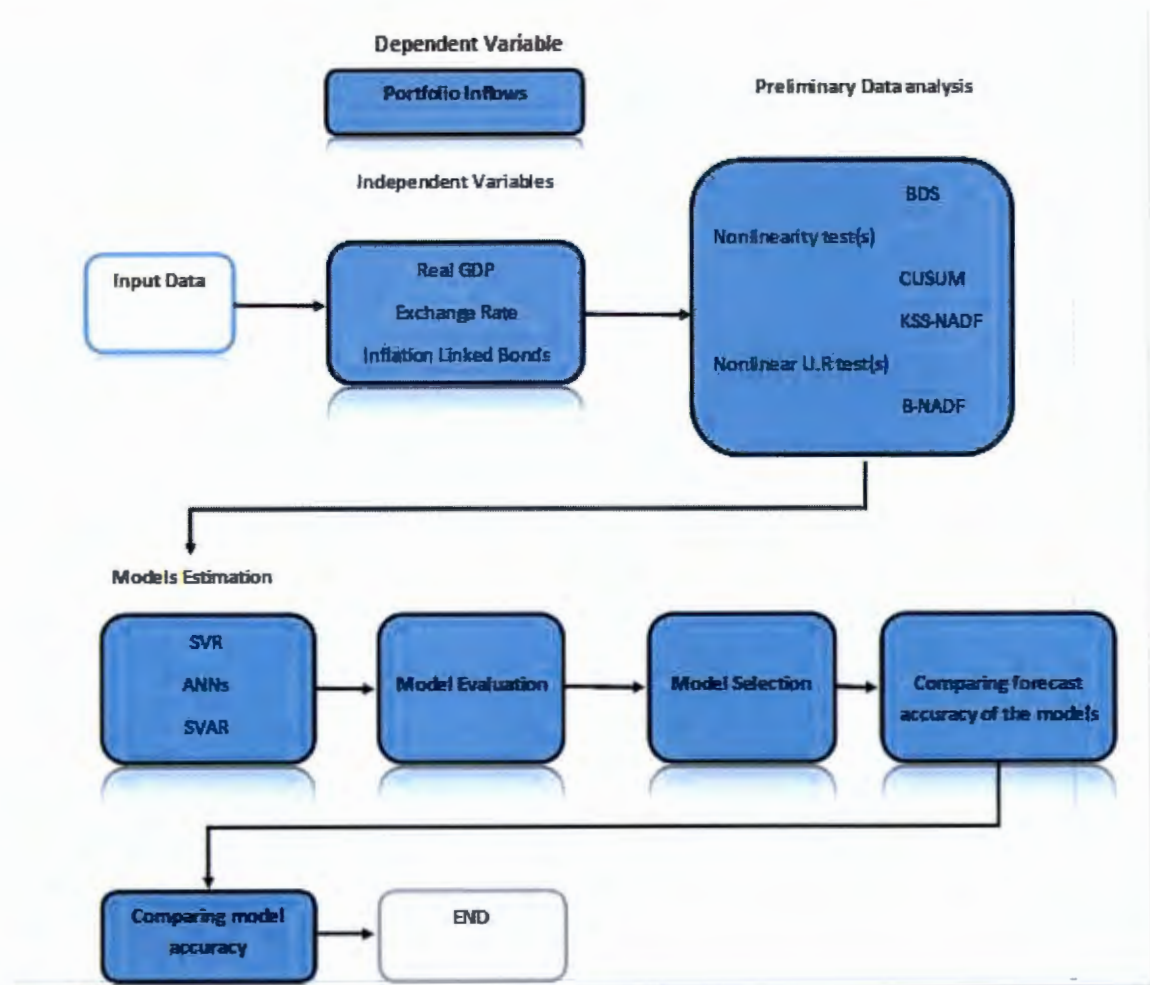 Dependent Variable
Portfolio Inflows
Preliminary Data analysis
Independent Variables
Input Data
Real GDP
Exchange Rate
Inflation Linked Bonds
BDS
Nonlinearity test(s)
CUSUM
KSS-NADF
Nonlinear U.R test(s)
B-NADF
Models Estimation
SVR
ANNs
SVAR
Model Evaluation
Model Selection
Comparing forecast
accuracy of the models
Comparing model
accuracy
END